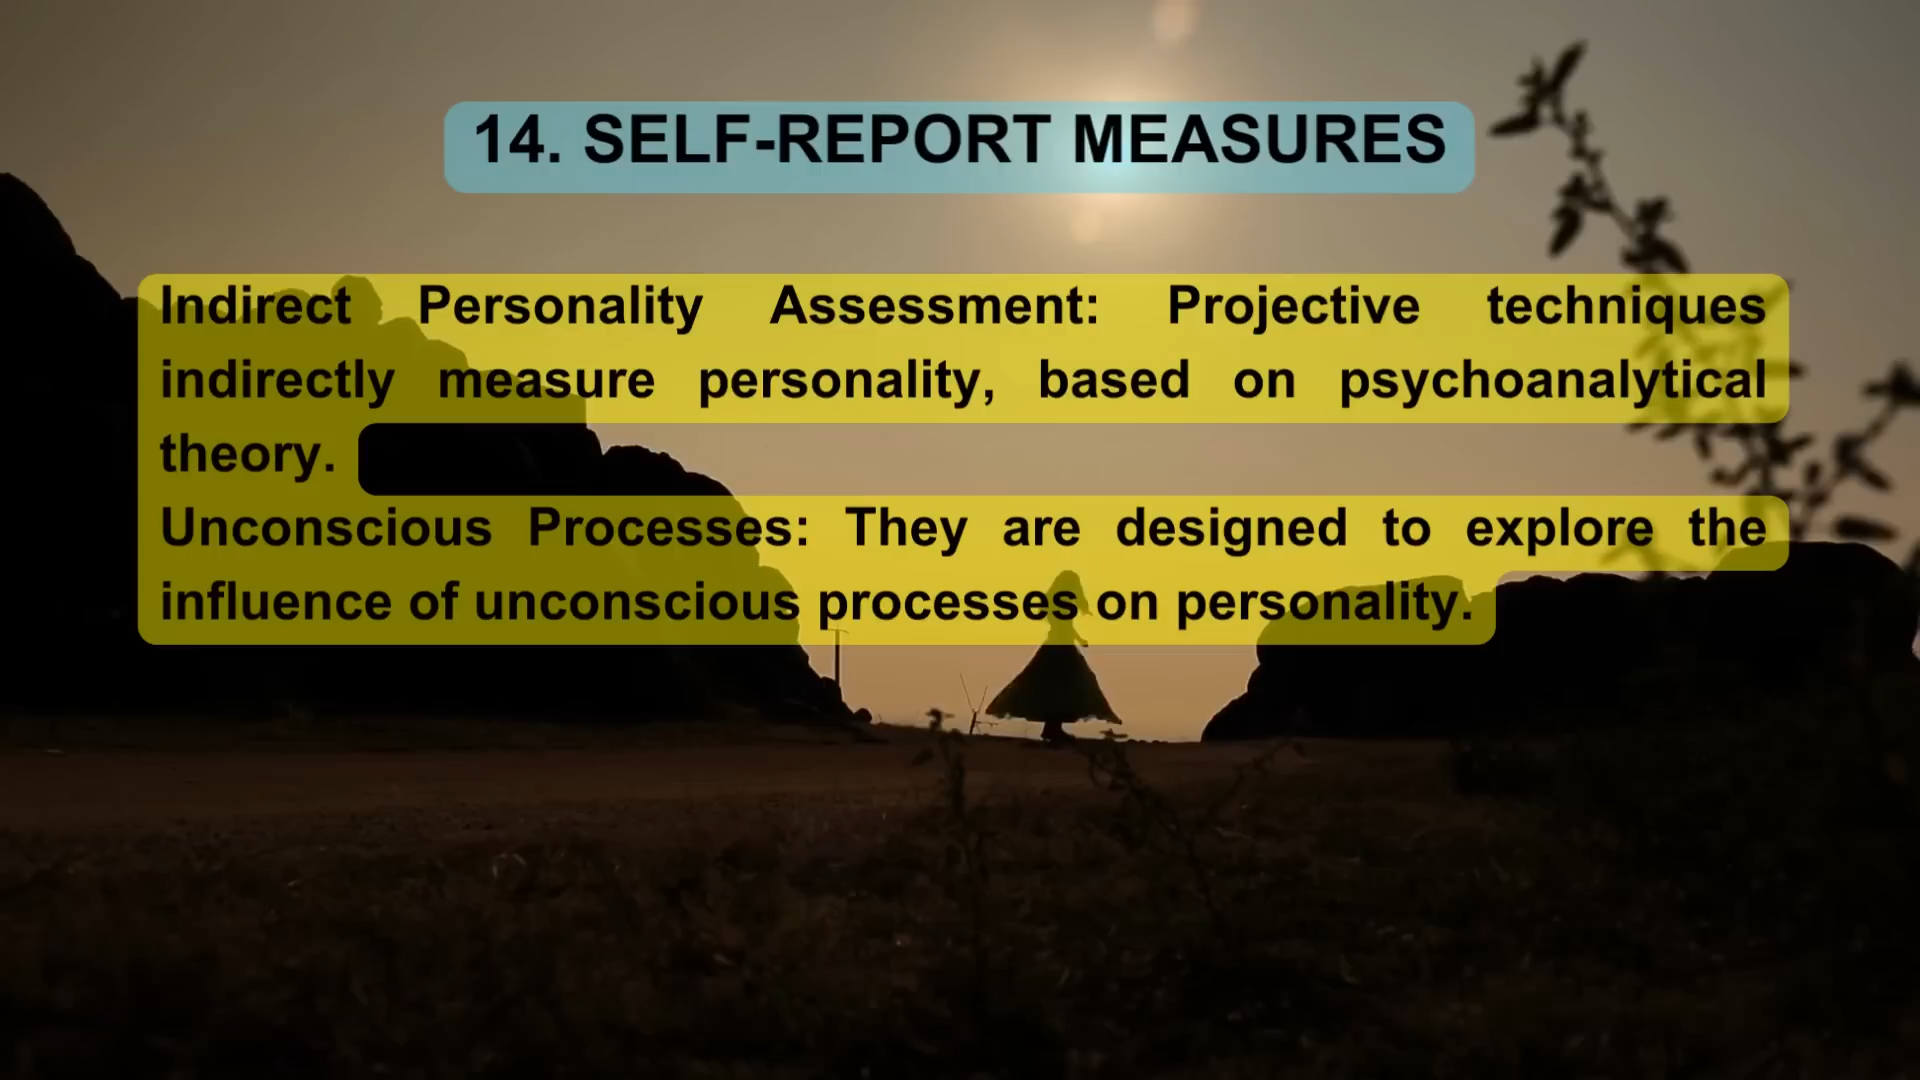 14. SELF-REPORT MEASURES
Indirect Personality Assessment: Projective techniques
indirectly measure personality, based on psychoanalytical
theory.
Unconscious Processes: They are designed to explore the
influence of unconscious processes on personality.